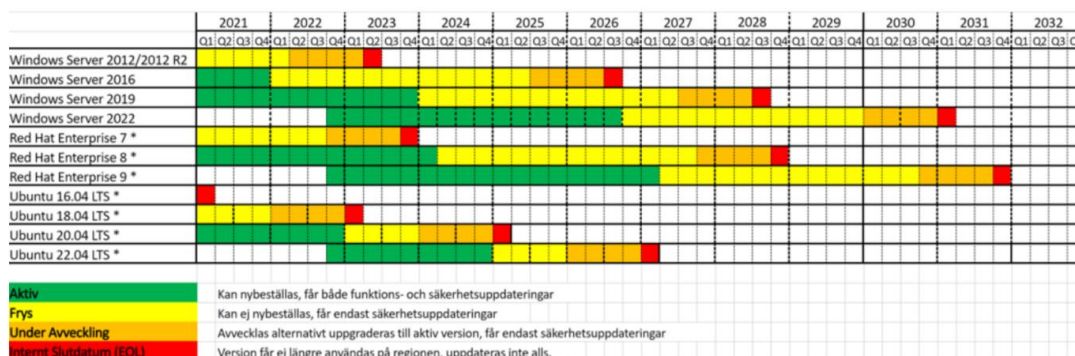 2021 2022 2023 2024 2025 2026 2027 2028 2029 2030 2031 2032
Q1 Q2 Q3 Q4 Q1 Q2 Q3 Q4 Q1 Q2 Q3 Q4 Q1 Q2 Q3 Q4 Q1 Q2 Q3 Q4 Q1 Q2 Q3 Q4 Q1 Q2 Q3 Q4 Q1 Q2 Q3 Q4 Q1 Q2 Q3 Q4 Q1 Q2 Q3 Q4 Q1 Q2 Q3 Q4 Q1 Q2 Q3
Windows Server 2012/2012 R2
Windows Server 2016
Windows Server 2019
Windows Server 2022
Red Hat Enterprise 7 *
Red Hat Enterprise 8 *
Red Hat Enterprise 9 *
Ubuntu 16.04 LTS *
Ubuntu 18.04 LTS *
Ubuntu 20.04 LTS *
Ubuntu 22.04 LTS *
Aktiv Kan nybeställas, får både funktions- och säkerhetsuppdateringar
Frys Kan ej nybeställas, får endast säkerhetsuppdateringar
Under Avveckling Avvecklas alternativt uppgraderas till aktiv version, får endast säkerhetsuppdateringar
Internt Slutdatum (EOL) Version får ej längre användas på regionen, uppdateras inte alls.